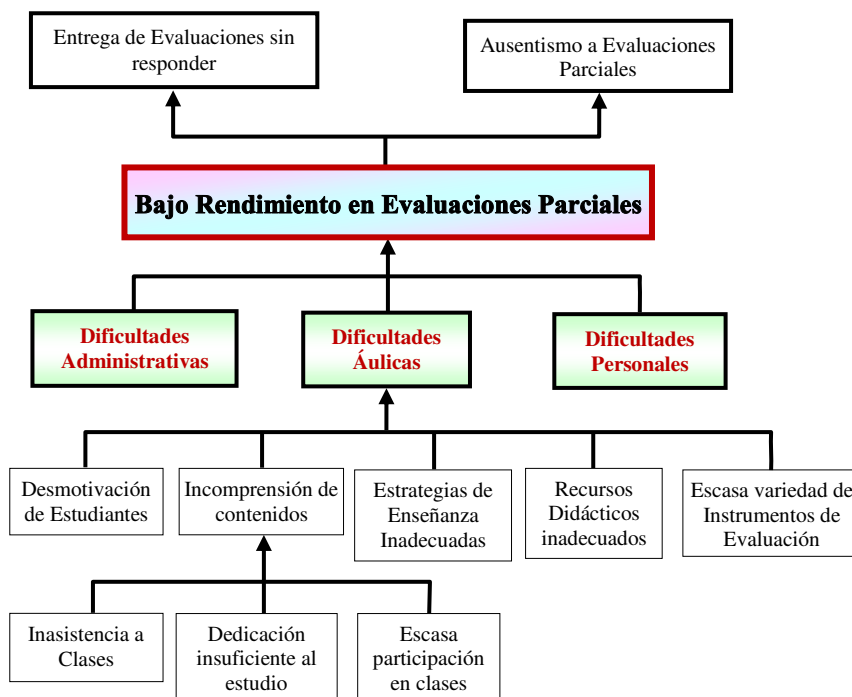 Entrega de Evaluaciones sin
responder
Ausentismo a Evaluaciones
Parciales
Bajo Rendimiento en Evaluaciones Parciales
Dificultades
Administrativas
Dificultades
Áulicas
Dificultades
Personales
Desmotivación
de Estudiantes
Incomprensión de
contenidos
Estrategias de
Enseñanza
Inadecuadas
Recursos
Didácticos
inadecuados
Escasa variedad de
Instrumentos de
Evaluación
Inasistencia a
Clases
Dedicación
insuficiente al
estudio
Escasa
participación
en clases